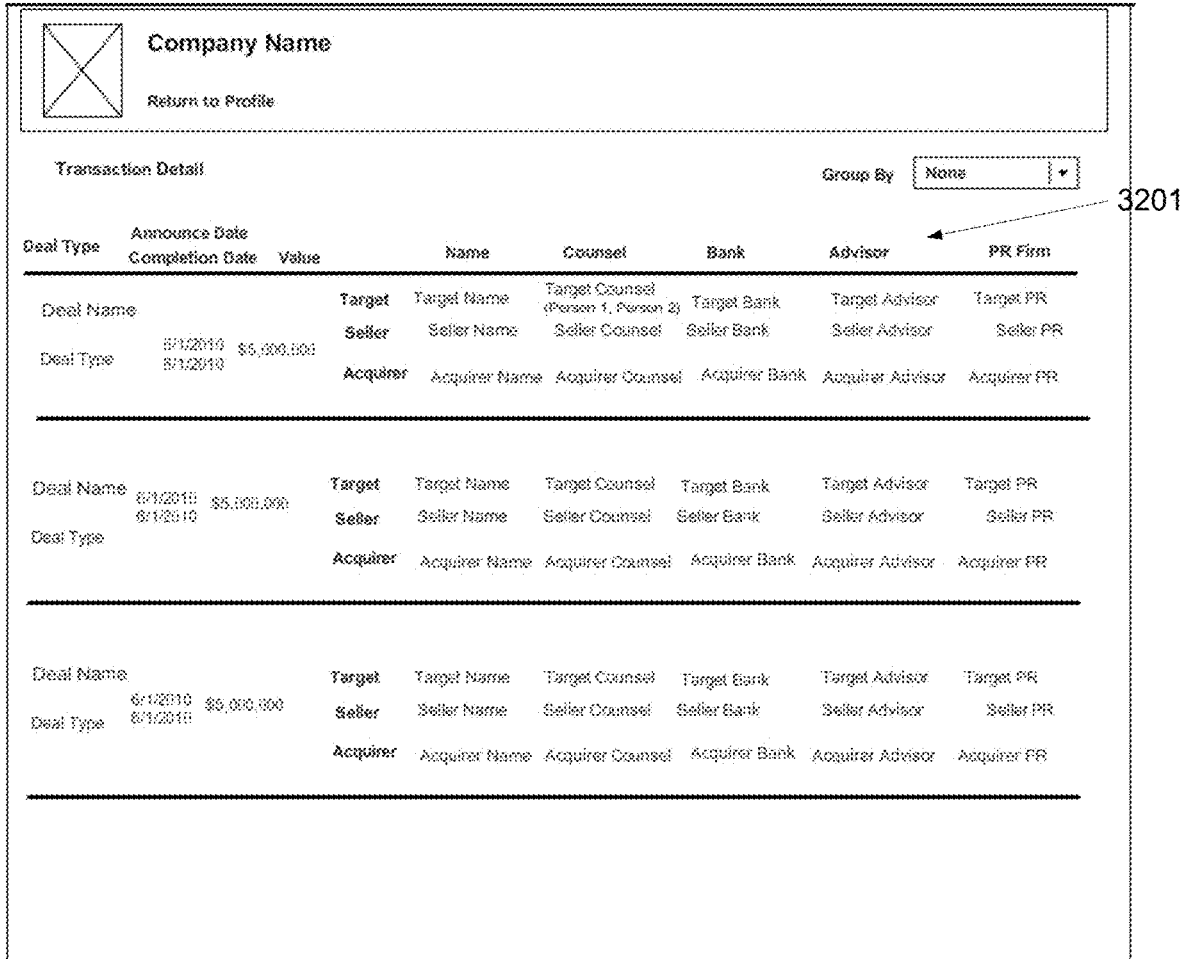 Company Name
Return to Profile
Transaction Detail
Group By None
3201
Deal Type Announce Date Completion Date Value Name Counsel Bank Advisor PR Firm
Deal Name
Deal Type
6/1/2010 $5,000,000
6/1/2010
Target Target Name Target Counsel (Person 1, Person 2) Target Bank Target Advisor Target PR
Seller Seller Name Seller Counsel Seller Bank Seller Advisor Seller PR
Acquirer Acquirer Name Acquirer Counsel Acquirer Bank Acquirer Advisor Acquirer PR
Deal Name
Deal Type
6/1/2010 $5,000,000
6/1/2010
Target Target Name Target Counsel Target Bank Target Advisor Target PR
Seller Seller Name Seller Counsel Seller Bank Seller Advisor Seller PR
Acquirer Acquirer Name Acquirer Counsel Acquirer Bank Acquirer Advisor Acquirer PR
Deal Name
Deal Type
6/1/2010 $5,000,000
6/1/2010
Target Target Name Target Counsel Target Bank Target Advisor Target PR
Seller Seller Name Seller Counsel Seller Bank Seller Advisor Seller PR
Acquirer Acquirer Name Acquirer Counsel Acquirer Bank Acquirer Advisor Acquirer PR